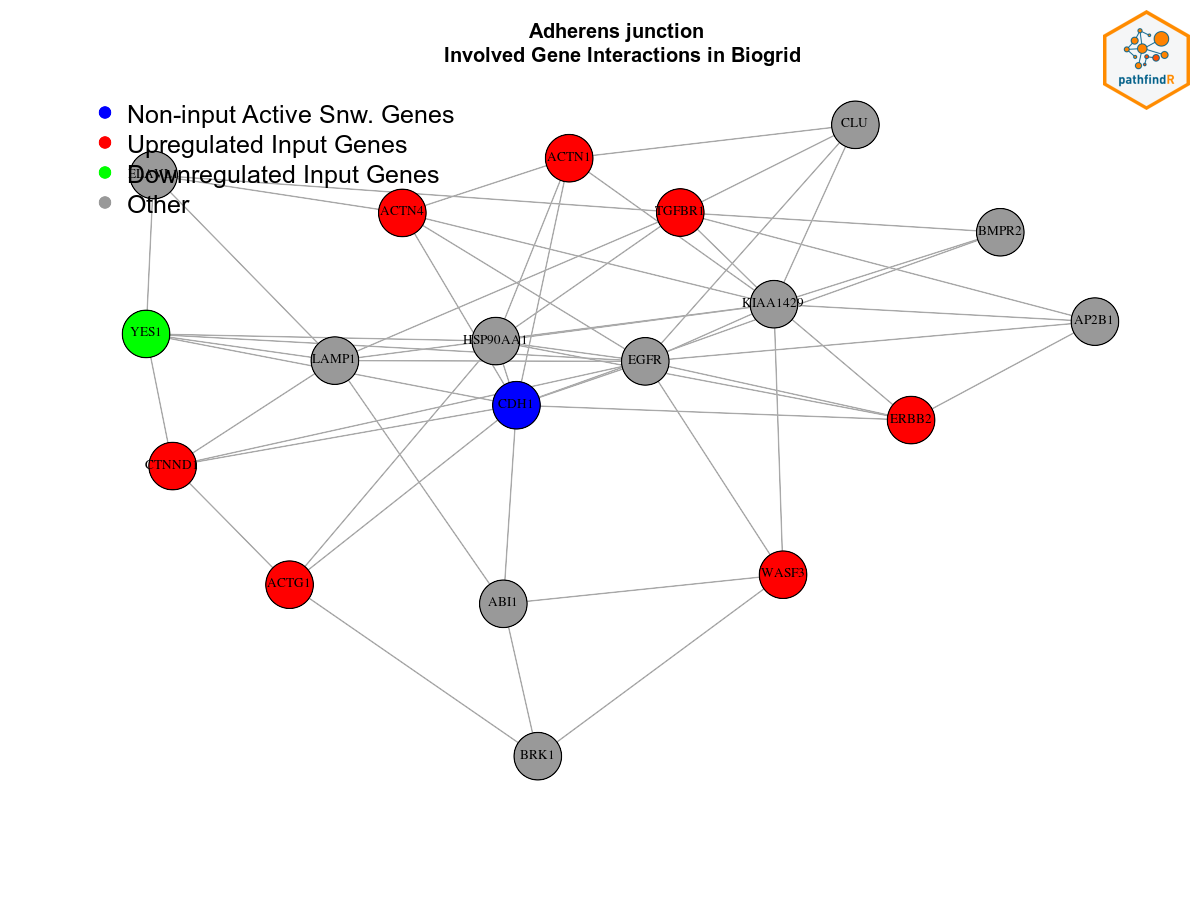 Adherens junction
Involved Gene Interactions in Biogrid
pathfindR
Non-input Active Snw. Genes
Upregulated Input Genes
Downregulated Input Genes
Other
CLU
ACTN1
ACTN4
TGFBR1
BMPR2
KIAA1429
AP2B1
YES1
HSP90AA1
LAMP1
EGFR
CDH1
ERBB2
CTNND1
ACTG1
WASF3
ABI1
BRK1